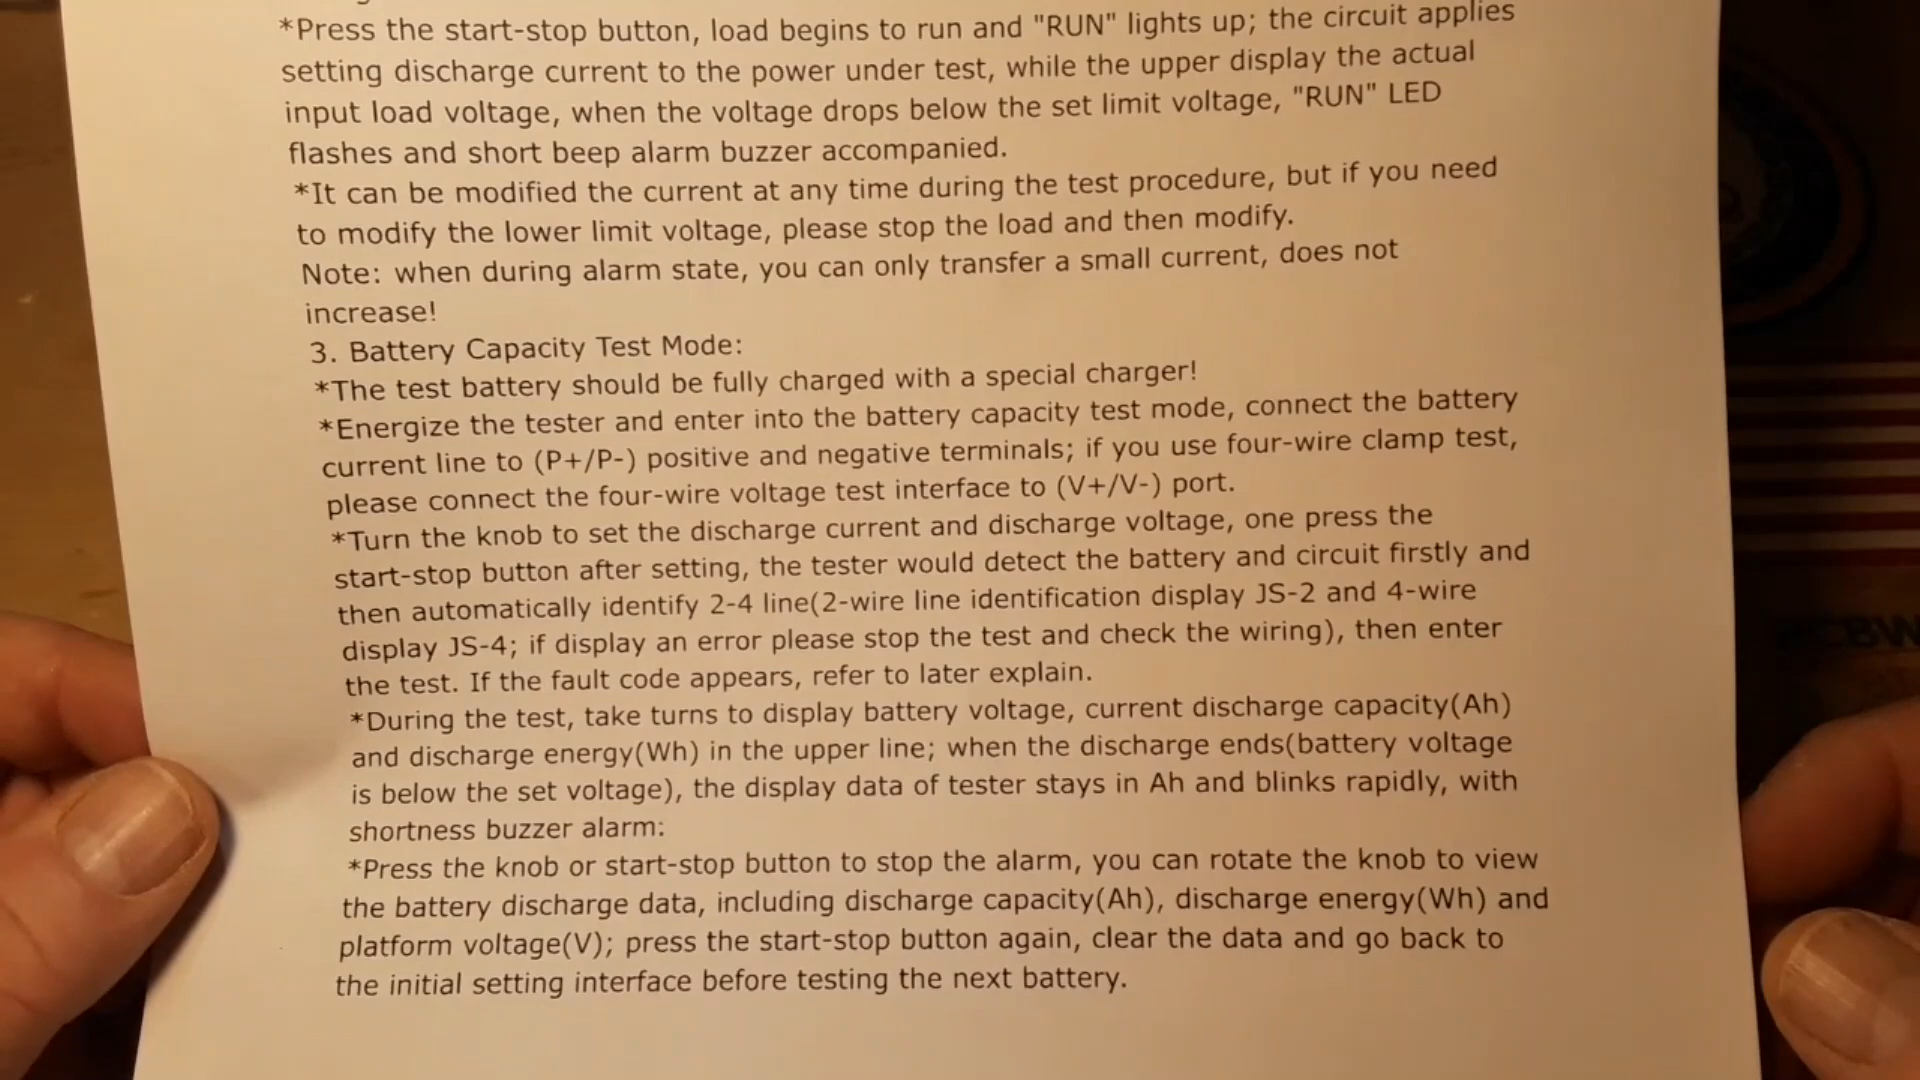 *Press the start-stop button, load begins to run and "RUN" lights up; the circuit applies
setting discharge current to the power under test, while the upper display the actual
input load voltage, when the voltage drops below the set limit voltage, "RUN" LED
flashes and short beep alarm buzzer accompanied.
*It can be modified the current at any time during the test procedure, but if you need
to modify the lower limit voltage, please stop the load and then modify.
Note: when during alarm state, you can only transfer a small current, does not
increase!
3. Battery Capacity Test Mode:
*The test battery should be fully charged with a special charger!
*Energize the tester and enter into the battery capacity test mode, connect the battery
current line to (P+/P-) positive and negative terminals; if you use four-wire clamp test,
please connect the four-wire voltage test interface to (V+/V-) port.
*Turn the knob to set the discharge current and discharge voltage, one press the
start-stop button after setting, the tester would detect the battery and circuit firstly and
then automatically identify 2-4 line(2-wire line identification display JS-2 and 4-wire
display JS-4; if display an error please stop the test and check the wiring), then enter
the test. If the fault code appears, refer to later explain.
*During the test, take turns to display battery voltage, current discharge capacity(Ah)
and discharge energy(Wh) in the upper line; when the discharge ends(battery voltage
is below the set voltage), the display data of tester stays in Ah and blinks rapidly, with
shortness buzzer alarm:
*Press the knob or start-stop button to stop the alarm, you can rotate the knob to view
the battery discharge data, including discharge capacity(Ah), discharge energy(Wh) and
platform voltage(V); press the start-stop button again, clear the data and go back to
the initial setting interface before testing the next battery.